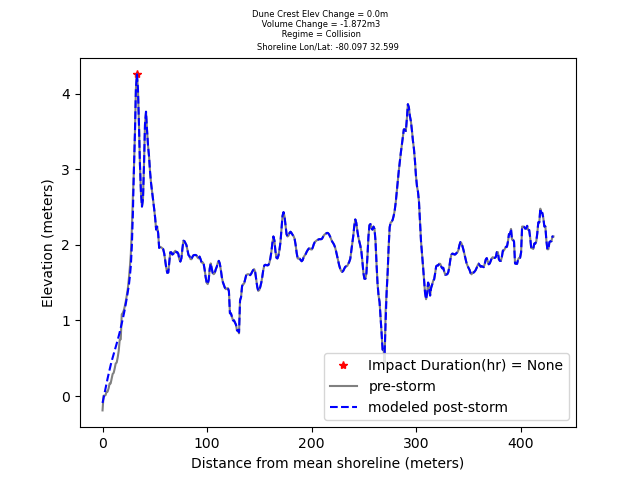 Dune Crest Elev Change = 0.0m
Volume Change = -1.872m3
Regime = Collision
Shoreline Lon/Lat: -80.097 32.599
4
3
2
1
0
Elevation (meters)
Impact Duration(hr) = None
pre-storm
modeled post-storm
0 100 200 300 400
Distance from mean shoreline (meters)